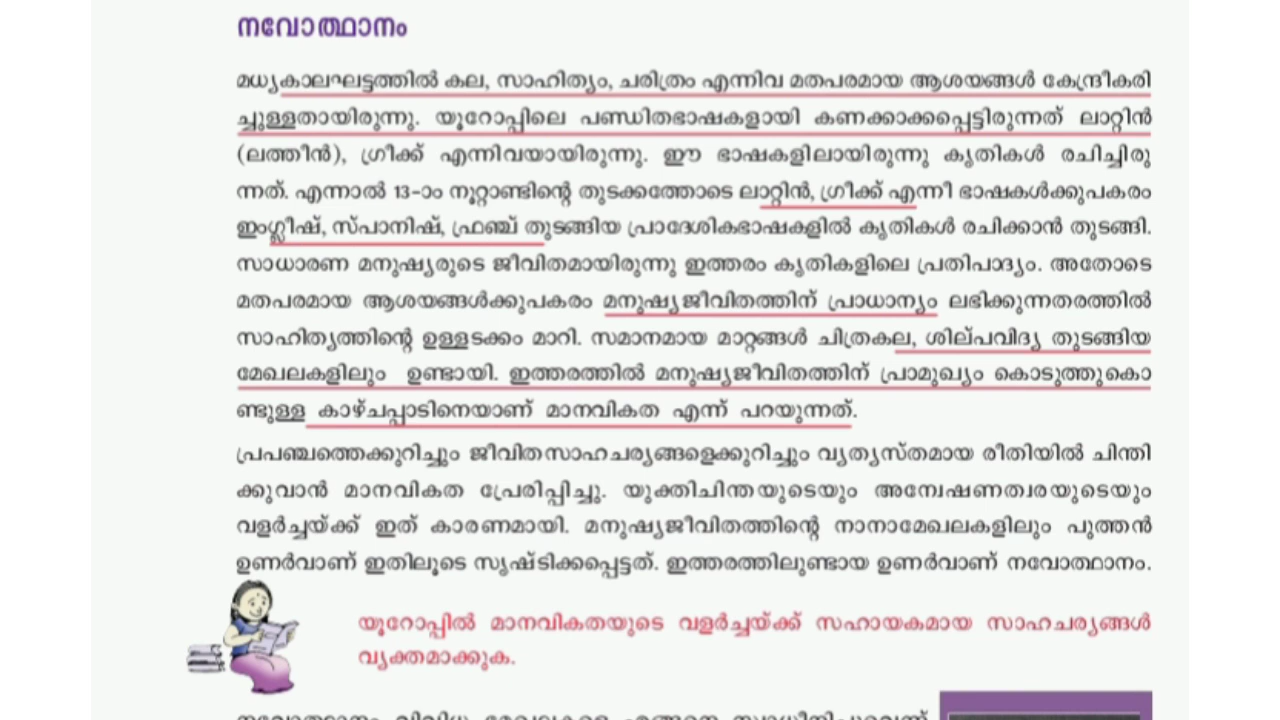 നവോത്ഥാനം
മധ്യകാലഘട്ടത്തിൽ കല, സാഹിത്യം, ചരിത്രം എന്നിവ മതപരമായ ആശയങ്ങൾ കേന്ദ്രീകരി
ച്ചുള്ളതായിരുന്നു. യൂറോപ്പിലെ പണ്ഡിതഭാഷകളായി കണക്കാക്കപ്പെട്ടിരുന്നത് ലാറ്റിൻ
(ലത്തീൻ), ഗ്രീക്ക് എന്നിവയായിരുന്നു. ഈ ഭാഷകളിലായിരുന്നു കൃതികൾ രചിച്ചിരു
ന്നത്. എന്നാൽ 13-ാം നൂറ്റാണ്ടിന്റെ തുടക്കത്തോടെ ലാറ്റിൻ, ഗ്രീക്ക് എന്നീ ഭാഷകൾക്കുപകരം
ഇംഗ്ലീഷ്, സ്പാനിഷ്, ഫ്രഞ്ച് തുടങ്ങിയ പ്രാദേശികഭാഷകളിൽ കൃതികൾ രചിക്കാൻ തുടങ്ങി.
സാധാരണ മനുഷ്യരുടെ ജീവിതമായിരുന്നു ഇത്തരം കൃതികളിലെ പ്രതിപാദ്യം. അതോടെ
മതപരമായ ആശയങ്ങൾക്കുപകരം മനുഷ്യജീവിതത്തിന് പ്രാധാന്യം ലഭിക്കുന്നതരത്തിൽ
സാഹിത്യത്തിന്റെ ഉള്ളടക്കം മാറി. സമാനമായ മാറ്റങ്ങൾ ചിത്രകല, ശില്പവിദ്യ തുടങ്ങിയ
മേഖലകളിലും ഉണ്ടായി. ഇത്തരത്തിൽ മനുഷ്യജീവിതത്തിന് പ്രാമുഖ്യം കൊടുത്തുകൊ
ണ്ടുള്ള കാഴ്ചപ്പാടിനെയാണ് മാനവികത എന്ന് പറയുന്നത്.
പ്രപഞ്ചത്തെക്കുറിച്ചും ജീവിതസാഹചര്യങ്ങളെക്കുറിച്ചും വ്യത്യസ്തമായ രീതിയിൽ ചിന്തി
ക്കുവാൻ മാനവികത പ്രേരിപ്പിച്ചു. യുക്തിചിന്തയുടെയും അന്വേഷണത്വരയുടെയും
വളർച്ചയ്ക്ക് ഇത് കാരണമായി. മനുഷ്യജീവിതത്തിന്റെ നാനാമേഖലകളിലും പുത്തൻ
ഉണർവാണ് ഇതിലൂടെ സൃഷ്ടിക്കപ്പെട്ടത്. ഇത്തരത്തിലുണ്ടായ ഉണർവാണ് നവോത്ഥാനം.
യൂറോപ്പിൽ മാനവികതയുടെ വളർച്ചയ്ക്ക് സഹായകമായ സാഹചര്യങ്ങൾ
വ്യക്തമാക്കുക.